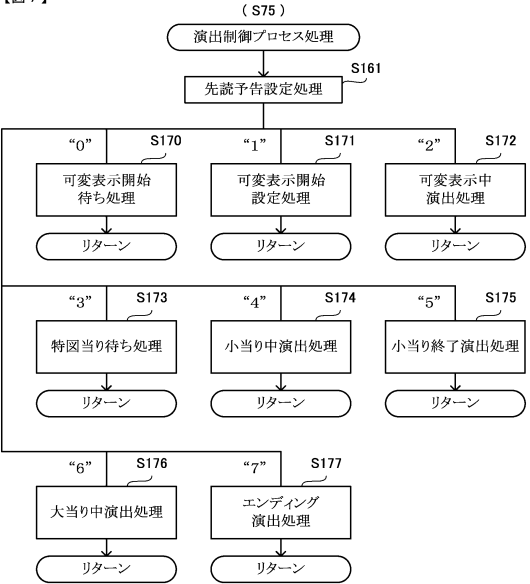 【図7】
（S75）
演出制御プロセス処理
S161
先読予告設定処理
“0” S170 “1” S171 “2” S172
可変表示開始
待ち処理
可変表示開始
設定処理
可変表示中
演出処理
リターン リターン リターン
“3” S173 “4” S174 “5” S175
特図当り待ち処理 小当り中演出処理 小当り終了演出処理
リターン リターン リターン
“6” S176 “7” S177
大当り中演出処理
エンディング
演出処理
リターン リターン